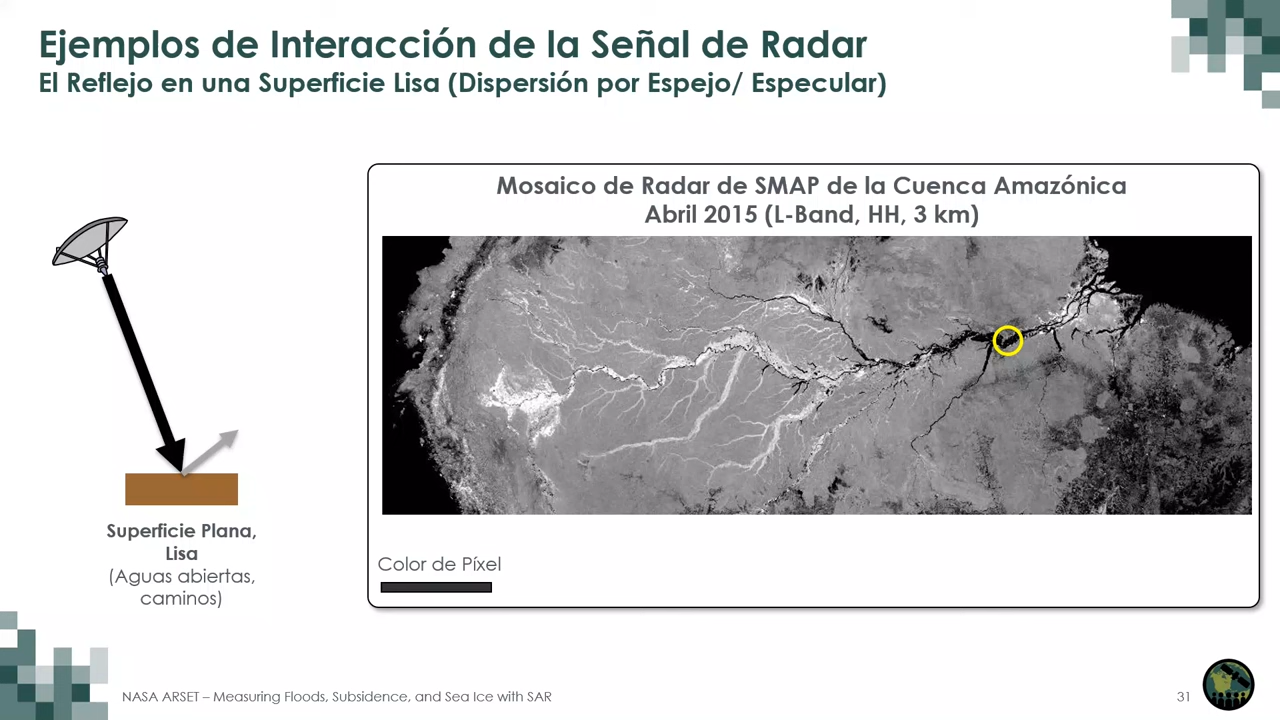 Ejemplos de Interacción de la Señal de Radar
El Reflejo en una Superficie Lisa (Dispersión por Espejo/ Especular)
Mosaico de Radar de SMAP de la Cuenca Amazónica
Abril 2015 (L-Band, HH, 3 km)
Superficie Plana,
Lisa
(Aguas abiertas,
caminos)
Color de Píxel
NASA ARSET – Measuring Floods, Subsidence, and Sea Ice with SAR
31